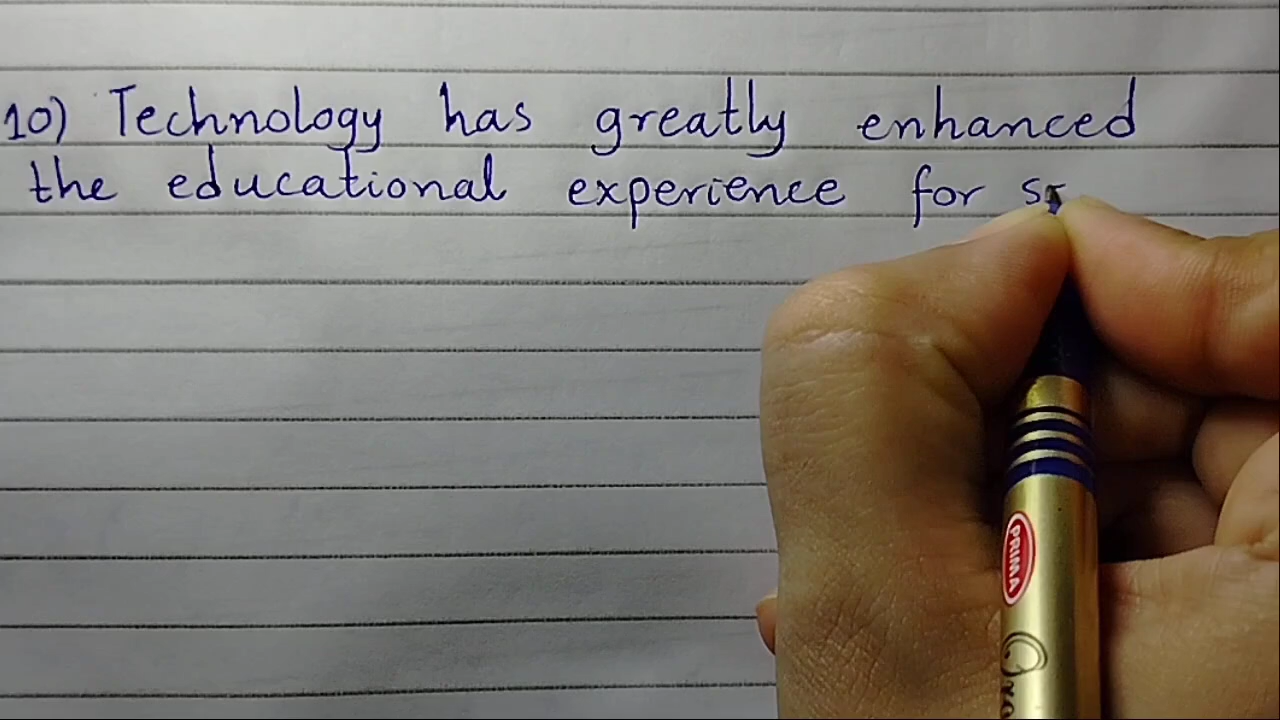 10) Technology has greatly enhanced
the educational experience for
PRIMA